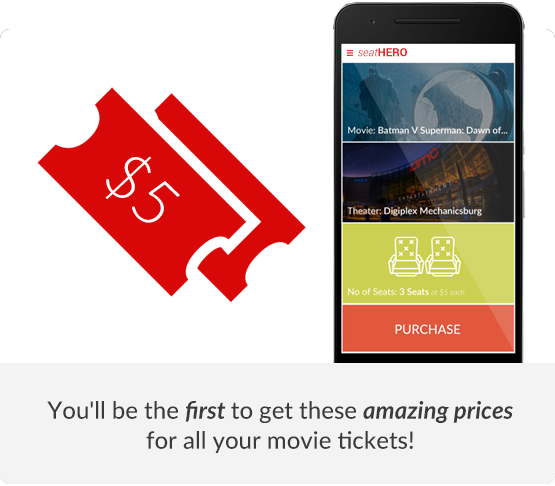 $5
seatHERO
Movie: Batman V Superman: Dawn of...
amc
Theater: Digiplex Mechanicsburg
No of Seats: 3 Seats at $5 each
PURCHASE
You'll be the first to get these amazing prices
for all your movie tickets!